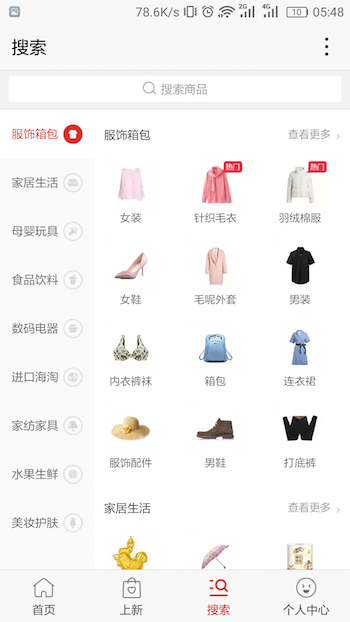 78.6K/s 2G 4G 10 05:48
搜索
搜索商品
服饰箱包
家居生活
母婴玩具
食品饮料
数码电器
进口海淘
家纺家具
水果生鲜
美妆护肤
服饰箱包 查看更多
热门 热门
女装 针织毛衣 羽绒棉服
女鞋 毛呢外套 男装
内衣裤袜 箱包 连衣裙
服饰配件 男鞋 打底裤
家居生活 查看更多
首页 上新 搜索 个人中心